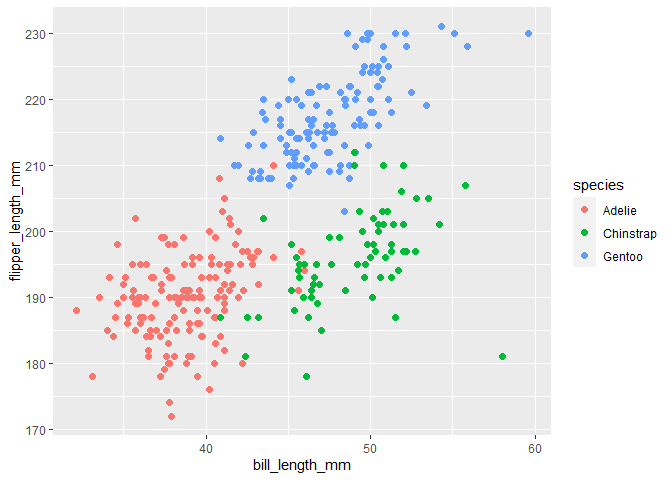 230
220
210
200
190
180
170
40
50
60
flipper_length_mm
bill_length_mm
species
Adelie
Chinstrap
Gentoo